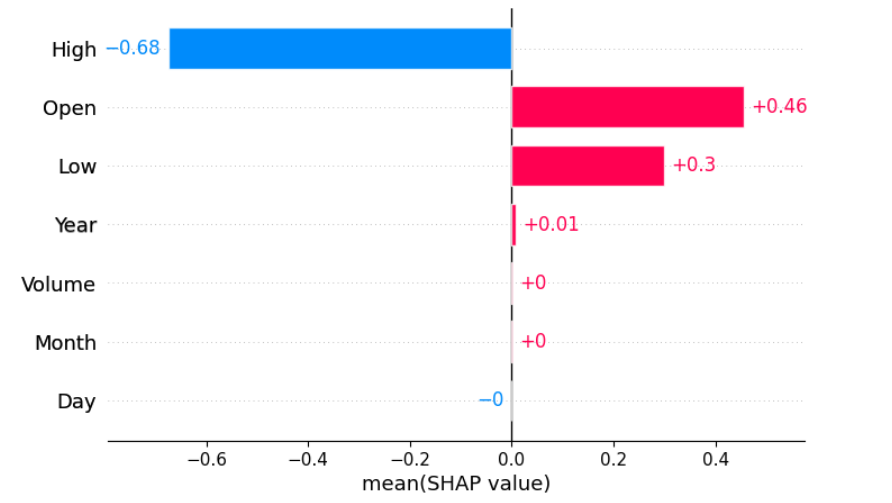 High −0.68
Open +0.46
Low +0.3
Year +0.01
Volume +0
Month +0
Day −0
−0.6 −0.4 −0.2 0.0 0.2 0.4
mean(SHAP value)